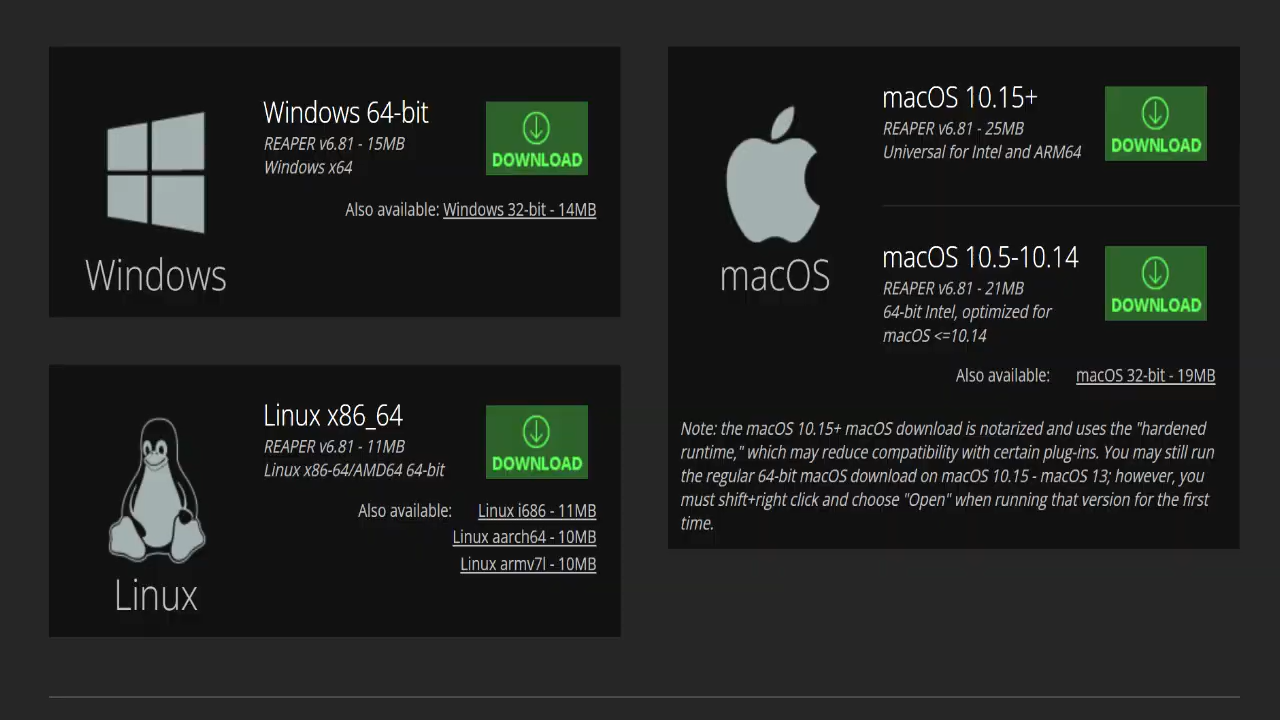 Windows 64-bit
REAPER v6.81 - 15MB
Windows x64
DOWNLOAD
Also available: Windows 32-bit - 14MB
Windows
Linux x86_64
REAPER v6.81 - 11MB
Linux x86-64/AMD64 64-bit
DOWNLOAD
Also available: Linux i686 - 11MB
Linux aarch64 - 10MB
Linux armv7l - 10MB
Linux
macOS 10.15+
REAPER v6.81 - 25MB
Universal for Intel and ARM64
DOWNLOAD
macOS
macOS 10.5-10.14
REAPER v6.81 - 21MB
64-bit Intel, optimized for
macOS <=10.14
DOWNLOAD
Also available: macOS 32-bit - 19MB
Note: the macOS 10.15+ macOS download is notarized and uses the "hardened
runtime," which may reduce compatibility with certain plug-ins. You may still run
the regular 64-bit macOS download on macOS 10.15 - macOS 13; however, you
must shift+right click and choose "Open" when running that version for the first
time.